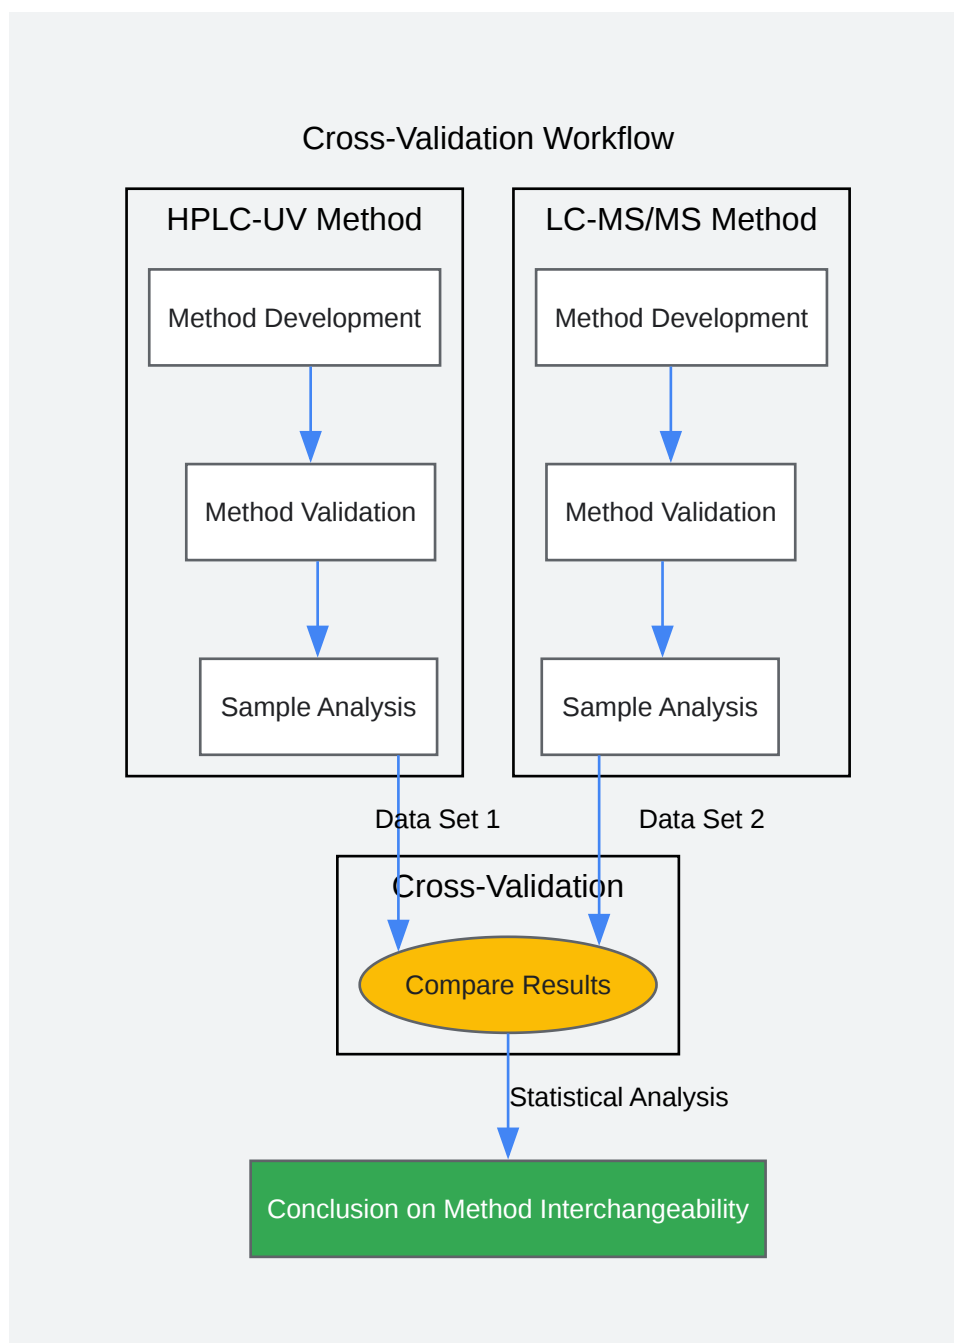 Cross-Validation Workflow
HPLC-UV Method
Method Development
Method Validation
Sample Analysis
LC-MS/MS Method
Method Development
Method Validation
Sample Analysis
Data Set 1
Data Set 2
Cross-Validation
Compare Results
Statistical Analysis
Conclusion on Method Interchangeability